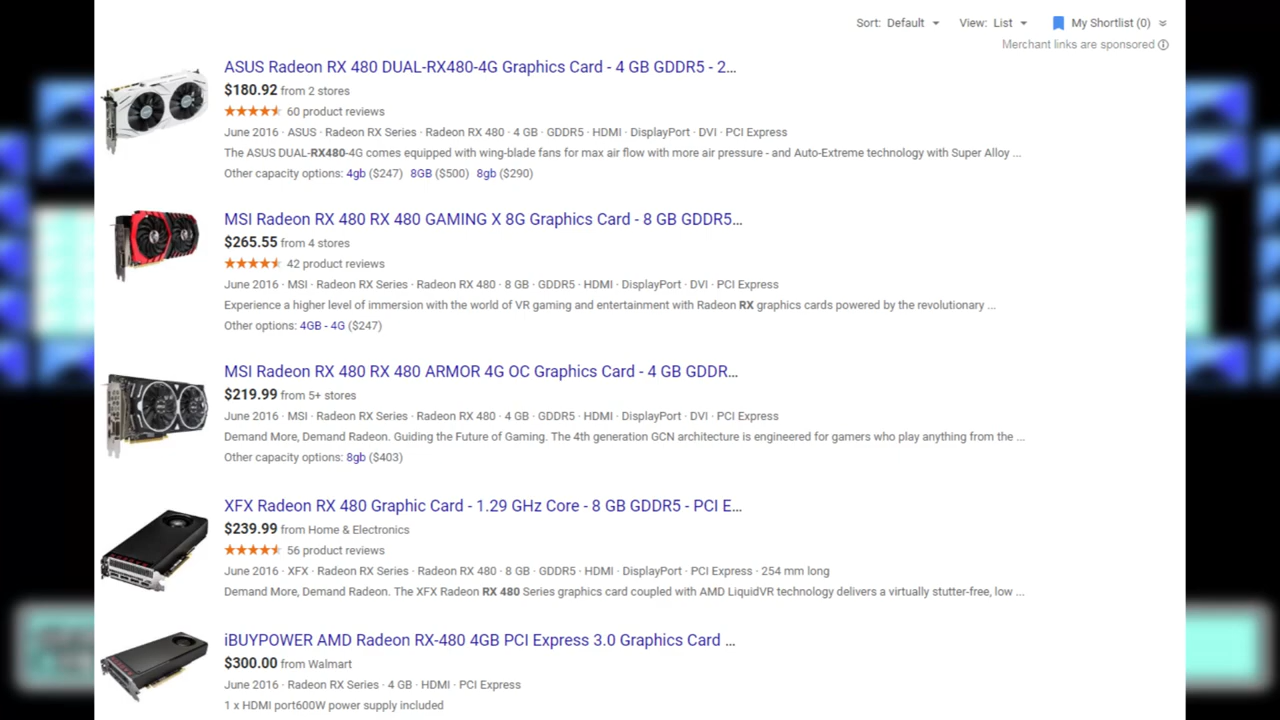 Sort: Default View: List My Shortlist (0)
Merchant links are sponsored
ASUS Radeon RX 480 DUAL-RX480-4G Graphics Card - 4 GB GDDR5 - 2...
$180.92 from 2 stores
60 product reviews
June 2016 · ASUS · Radeon RX Series · Radeon RX 480 · 4 GB · GDDR5 · HDMI · DisplayPort · DVI · PCI Express
The ASUS DUAL-RX480-4G comes equipped with wing-blade fans for max air flow with more air pressure - and Auto-Extreme technology with Super Alloy ...
Other capacity options: 4gb ($247) 8GB ($500) 8gb ($290)
MSI Radeon RX 480 RX 480 GAMING X 8G Graphics Card - 8 GB GDDR5...
$265.55 from 4 stores
42 product reviews
June 2016 · MSI · Radeon RX Series · Radeon RX 480 · 8 GB · GDDR5 · HDMI · DisplayPort · DVI · PCI Express
Experience a higher level of immersion with the world of VR gaming and entertainment with Radeon RX graphics cards powered by the revolutionary ...
Other options: 4GB - 4G ($247)
MSI Radeon RX 480 RX 480 ARMOR 4G OC Graphics Card - 4 GB GDDR...
$219.99 from 5+ stores
June 2016 · MSI · Radeon RX Series · Radeon RX 480 · 4 GB · GDDR5 · HDMI · DisplayPort · DVI · PCI Express
Demand More, Demand Radeon. Guiding the Future of Gaming. The 4th generation GCN architecture is engineered for gamers who play anything from the ...
Other capacity options: 8gb ($403)
XFX Radeon RX 480 Graphic Card - 1.29 GHz Core - 8 GB GDDR5 - PCI E...
$239.99 from Home & Electronics
56 product reviews
June 2016 · XFX · Radeon RX Series · Radeon RX 480 · 8 GB · GDDR5 · HDMI · DisplayPort · PCI Express · 254 mm long
Demand More, Demand Radeon. The XFX Radeon RX 480 Series graphics card coupled with AMD LiquidVR technology delivers a virtually stutter-free, low ...
iBUYPOWER AMD Radeon RX-480 4GB PCI Express 3.0 Graphics Card ...
$300.00 from Walmart
June 2016 · Radeon RX Series · 4 GB · HDMI · PCI Express
1 x HDMI port600W power supply included